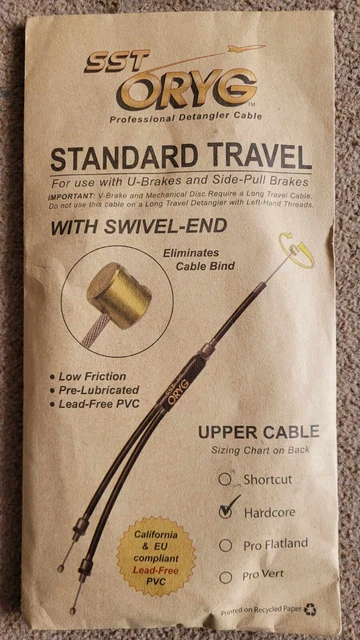 SST
ORYG™
Professional Detangler Cable
STANDARD TRAVEL
For use with U-Brakes and Side-Pull Brakes
IMPORTANT: V-Brake and Mechanical Disc Require a Long Travel Cable.
Do not use this cable on a Long Travel Detangler with Left-Hand Threads.
WITH SWIVEL-END
Eliminates
Cable Bind
• Low Friction
• Pre-Lubricated
• Lead-Free PVC
SST
ORYG
UPPER CABLE
Sizing Chart on Back
Shortcut
Hardcore
Pro Flatland
Pro Vert
California
& EU
compliant
Lead-Free
PVC
Printed on Recycled Paper